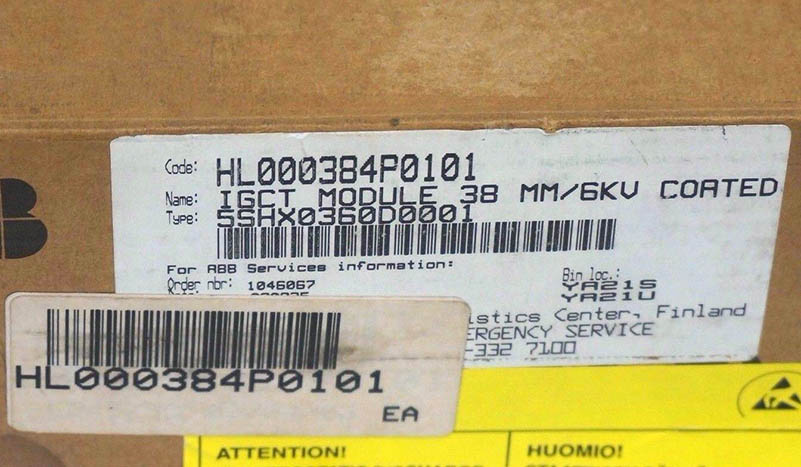 Code: HL000384P0101
Name: IGCT MODULE 38 MM/6KV COATED
Type: 5SHX0360D0001
For ABB Services information:
Order nbr: 1046067
Bin loc.:
YA21S
YA21U
istics Center, Finland
ERGENCY SERVICE
-332 7100
HL000384P0101
EA
ATTENTION!
HUOMIO!